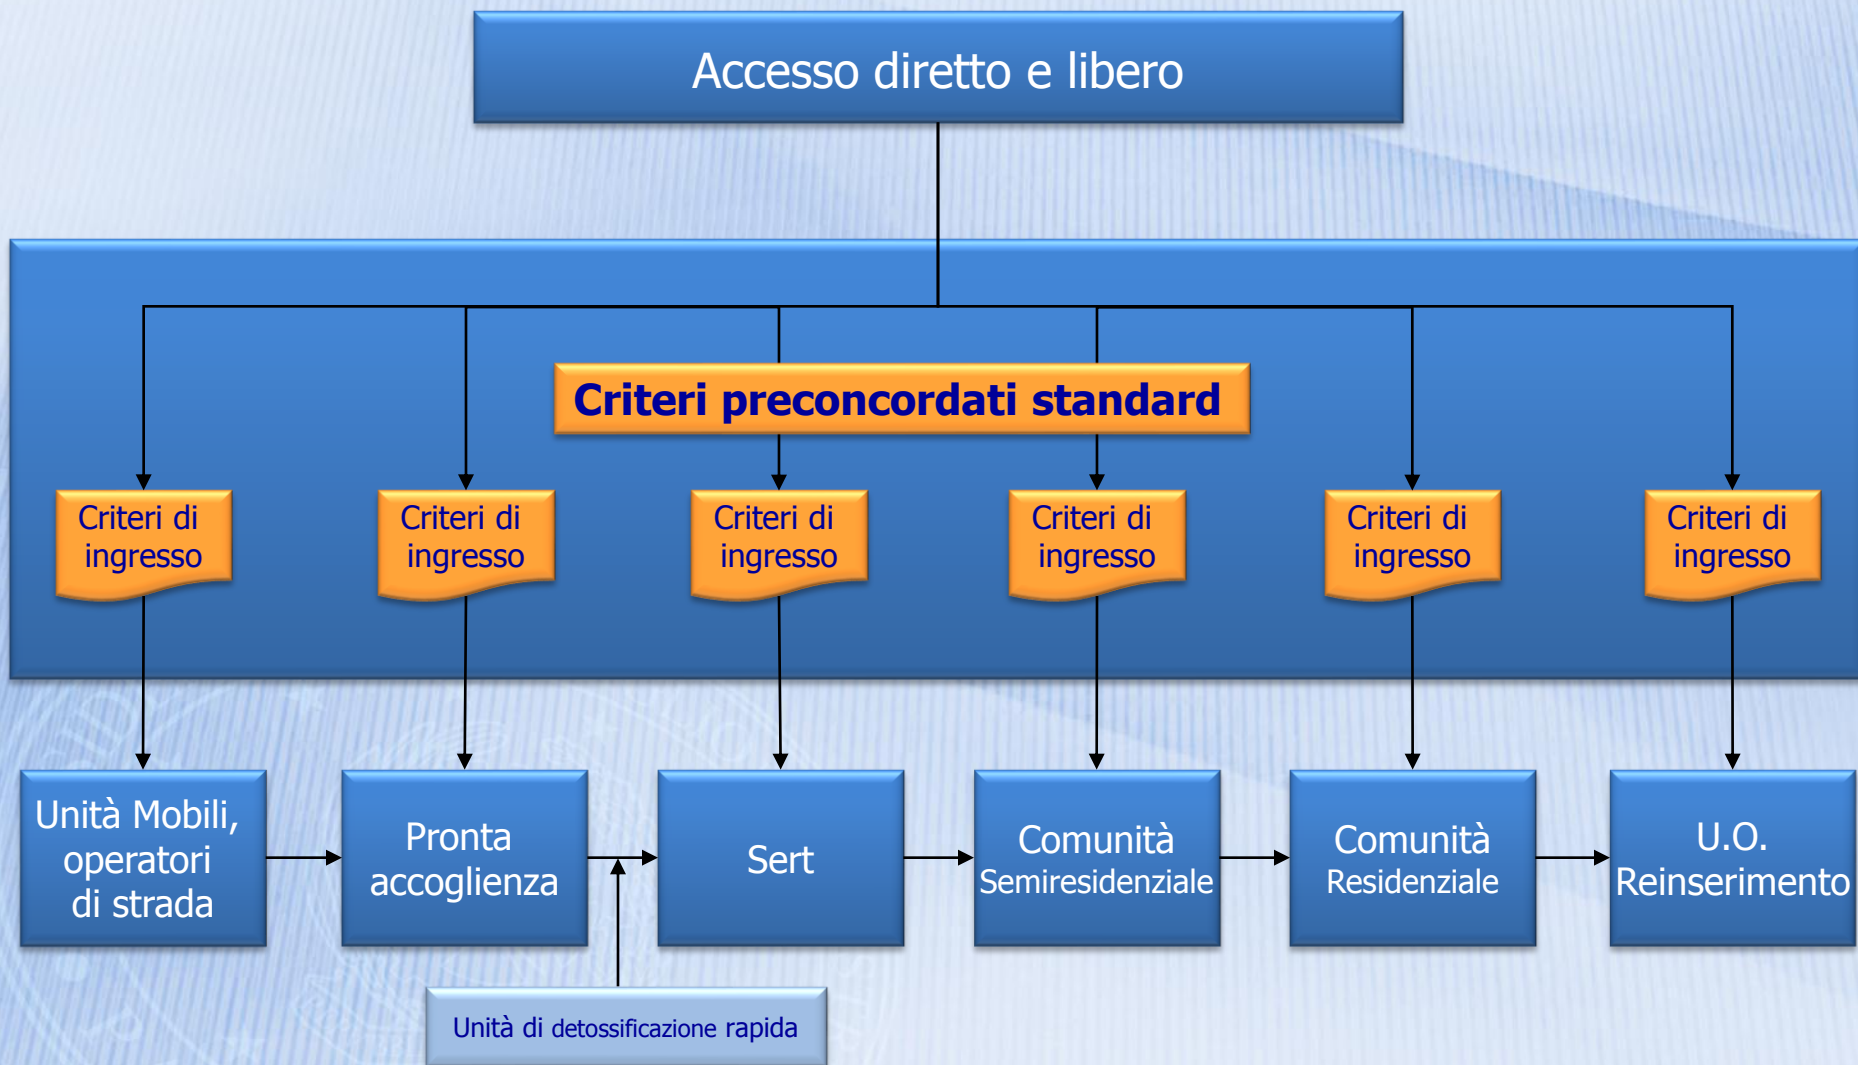 Accesso diretto e libero
Criteri preconcordati standard
Criteri di
ingresso
Criteri di
ingresso
Criteri di
ingresso
Criteri di
ingresso
Criteri di
ingresso
Criteri di
ingresso
Unità Mobili,
operatori
di strada
Pronta
accoglienza
Sert
Comunità
Semiresidenziale
Comunità
Residenziale
U.O.
Reinserimento
Unità di detossificazione rapida